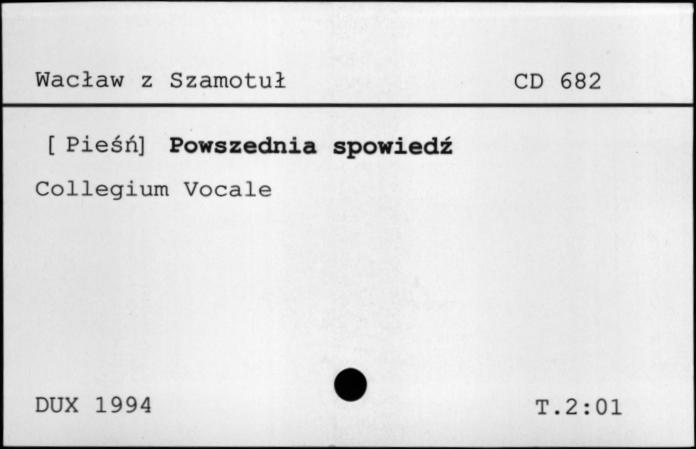 Wacław z Szamotuł CD 682
[ Pieśń] Powszednia spowiedź
Collegium Vocale
DUX 1994 T.2:01